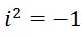 i² = −1